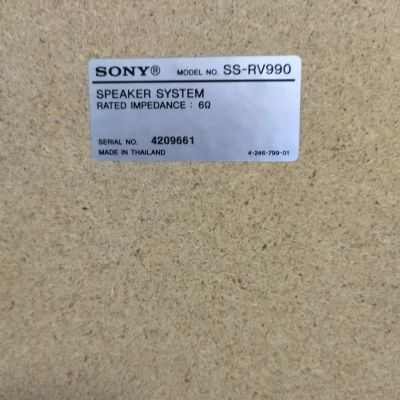 SONY® MODEL NO. SS-RV990
SPEAKER SYSTEM
RATED IMPEDANCE : 6Ω
SERIAL NO. 4209661
MADE IN THAILAND 4-246-799-01